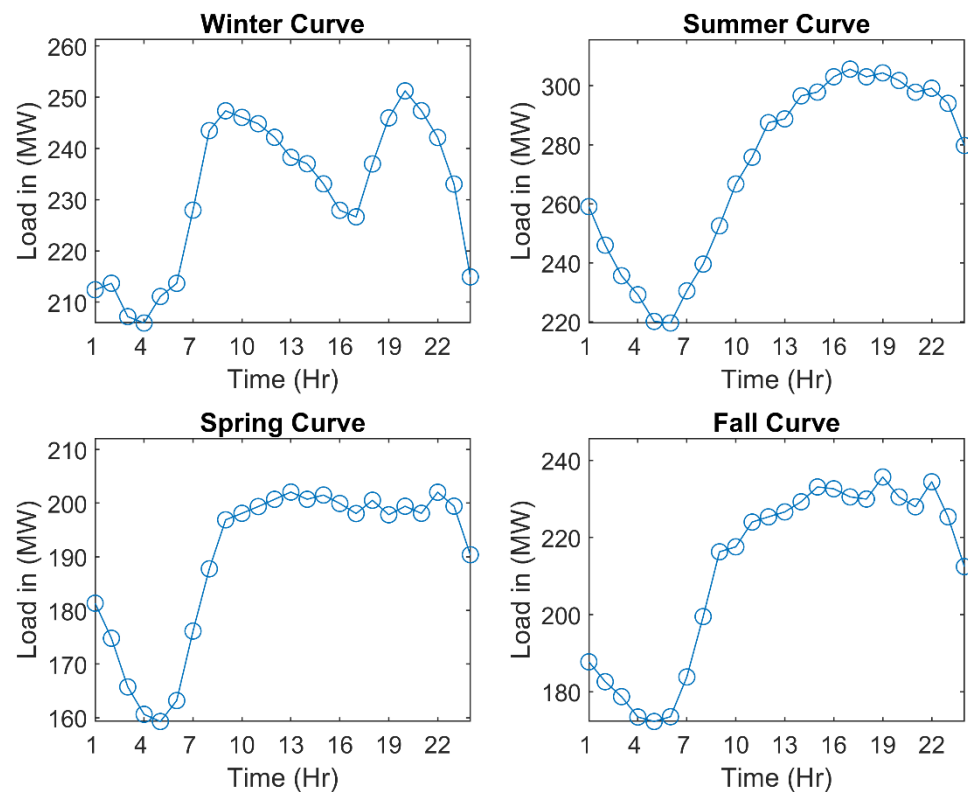 Winter Curve
Load in (MW)
260
250
240
230
220
210
1 4 7 10 13 16 19 22
Time (Hr)
Summer Curve
Load in (MW)
300
280
260
240
220
1 4 7 10 13 16 19 22
Time (Hr)
Spring Curve
Load in (MW)
210
200
190
180
170
160
1 4 7 10 13 16 19 22
Time (Hr)
Fall Curve
Load in (MW)
240
220
200
180
1 4 7 10 13 16 19 22
Time (Hr)